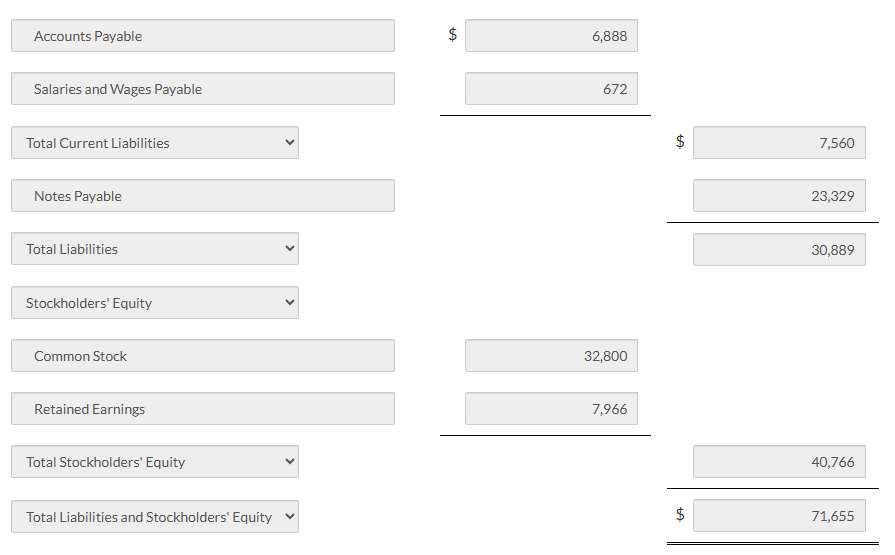 Accounts Payable $ 6,888
Salaries and Wages Payable 672
Total Current Liabilities $ 7,560
Notes Payable 23,329
Total Liabilities 30,889
Stockholders' Equity
Common Stock 32,800
Retained Earnings 7,966
Total Stockholders' Equity 40,766
Total Liabilities and Stockholders' Equity $ 71,655